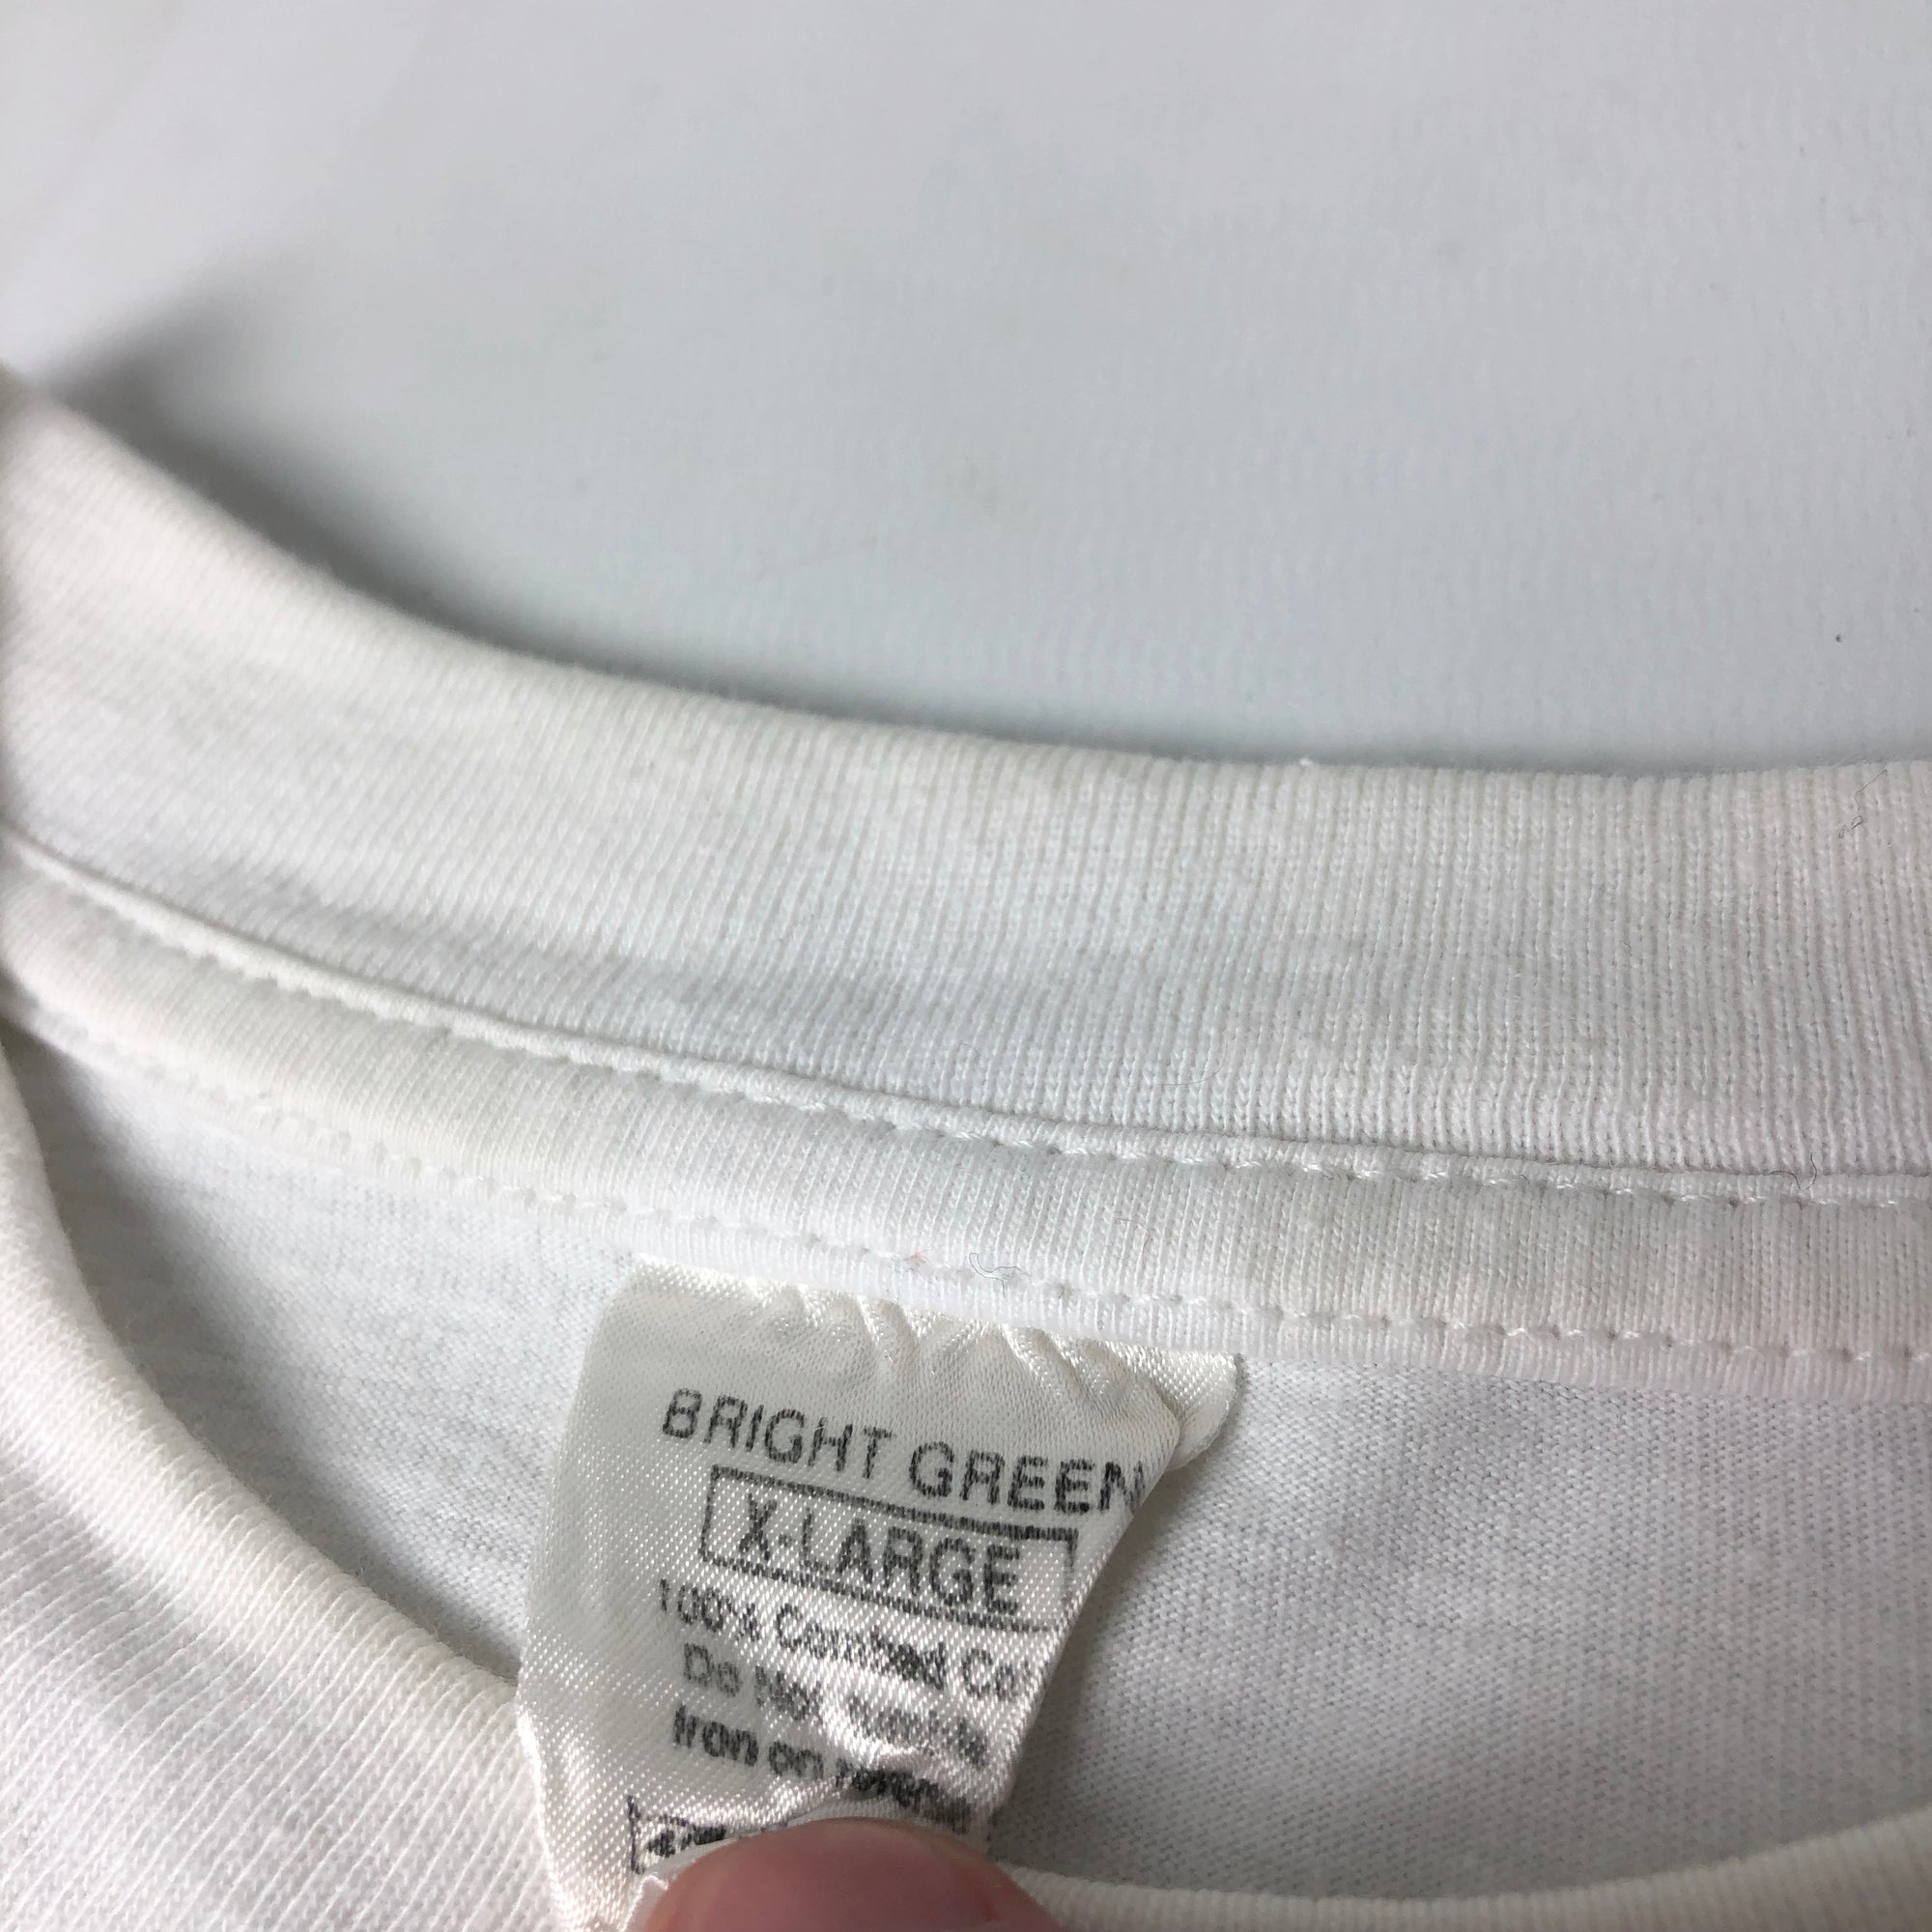 BRIGHT GREEN
X-LARGE
100% Combed Co
Do Not
Iron on